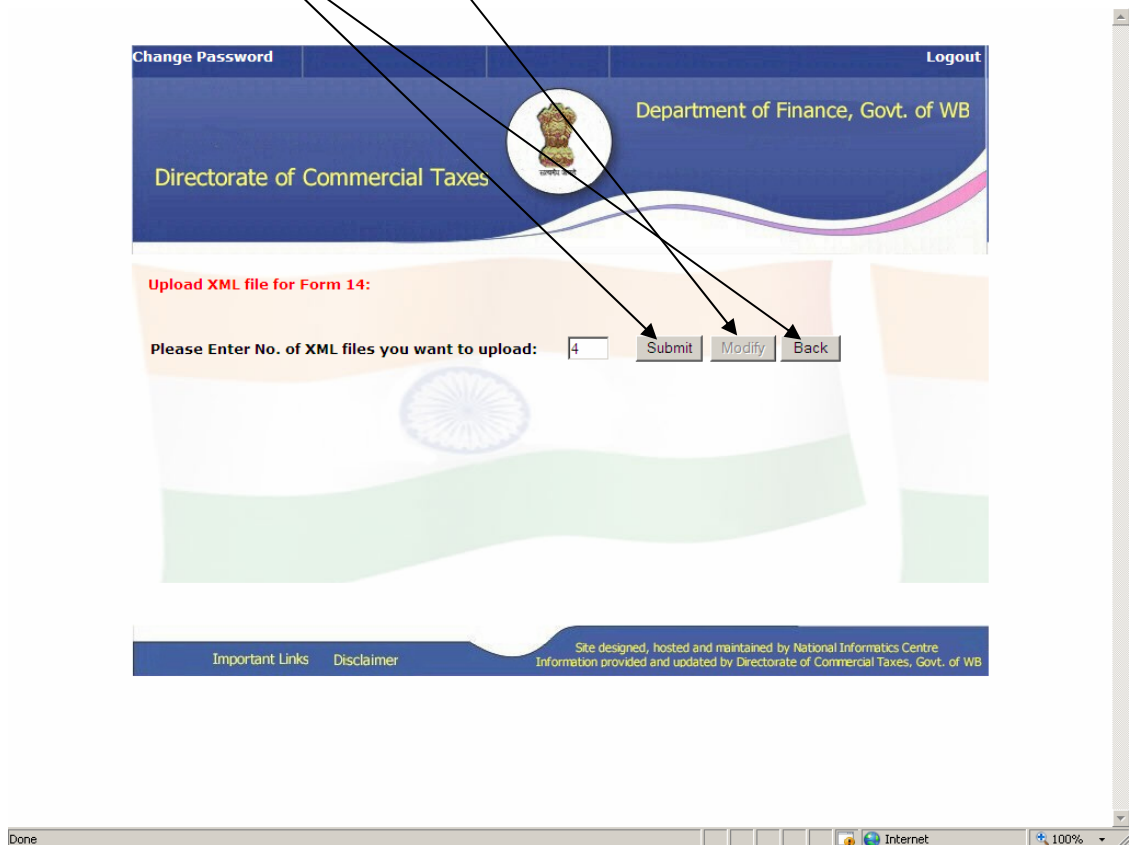 Change Password
Logout
Department of Finance, Govt. of WB
Directorate of Commercial Taxes
सत्यमेव जयते
Upload XML file for Form 14:
Please Enter No. of XML files you want to upload: 4 Submit Modify Back
Important Links Disclaimer
Site designed, hosted and maintained by National Informatics Centre
Information provided and updated by Directorate of Commercial Taxes, Govt. of WB
Done Internet 100%